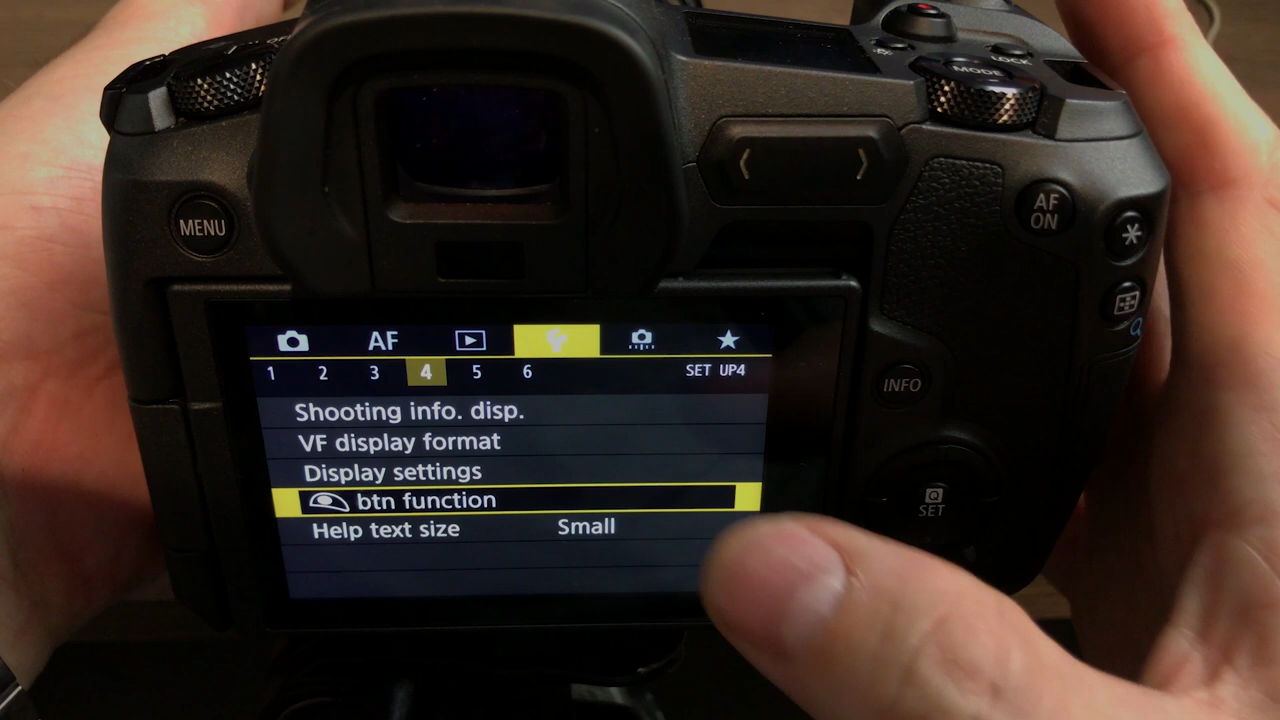 LOCK
MODE
MENU
AF
ON
INFO
Q
SET
AF
1 2 3 4 5 6 SET UP4
Shooting info. disp.
VF display format
Display settings
btn function
Help text size Small